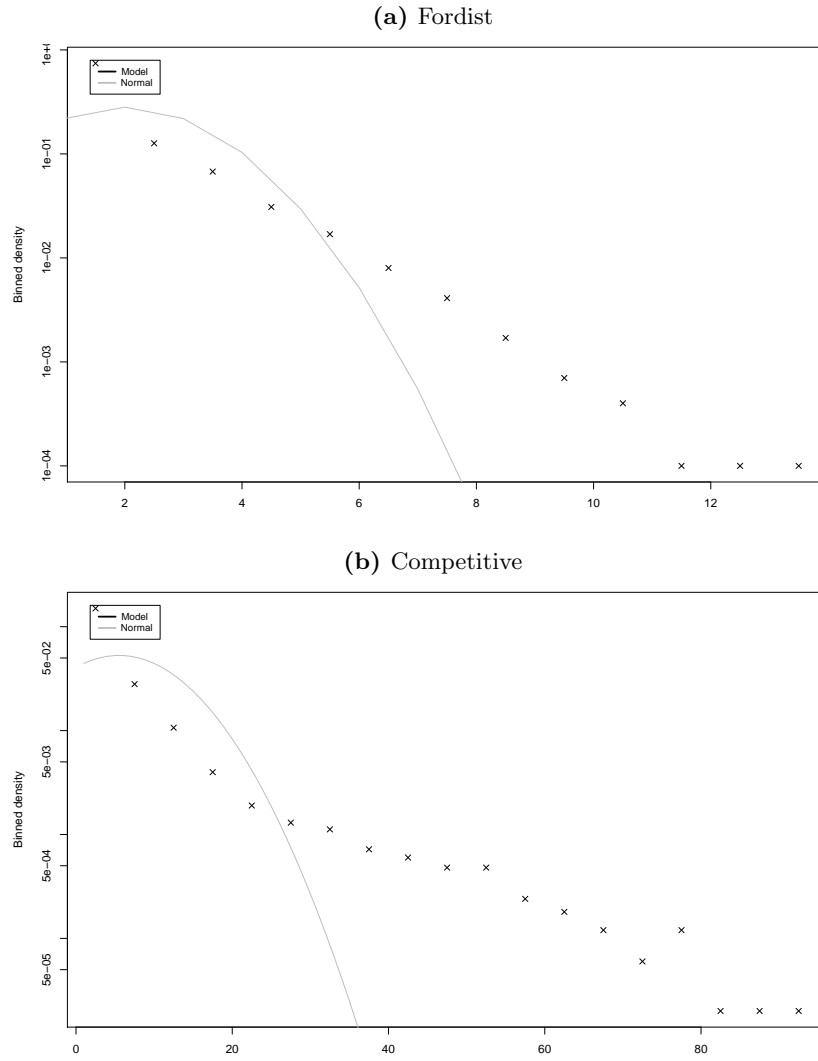 (a) Fordist
Model
Normal
Binned density
1e+4
1e−01
1e−02
1e−03
1e−04
2 4 6 8 10 12
(b) Competitive
Model
Normal
Binned density
5e−02
5e−03
5e−04
5e−05
0 20 40 60 80